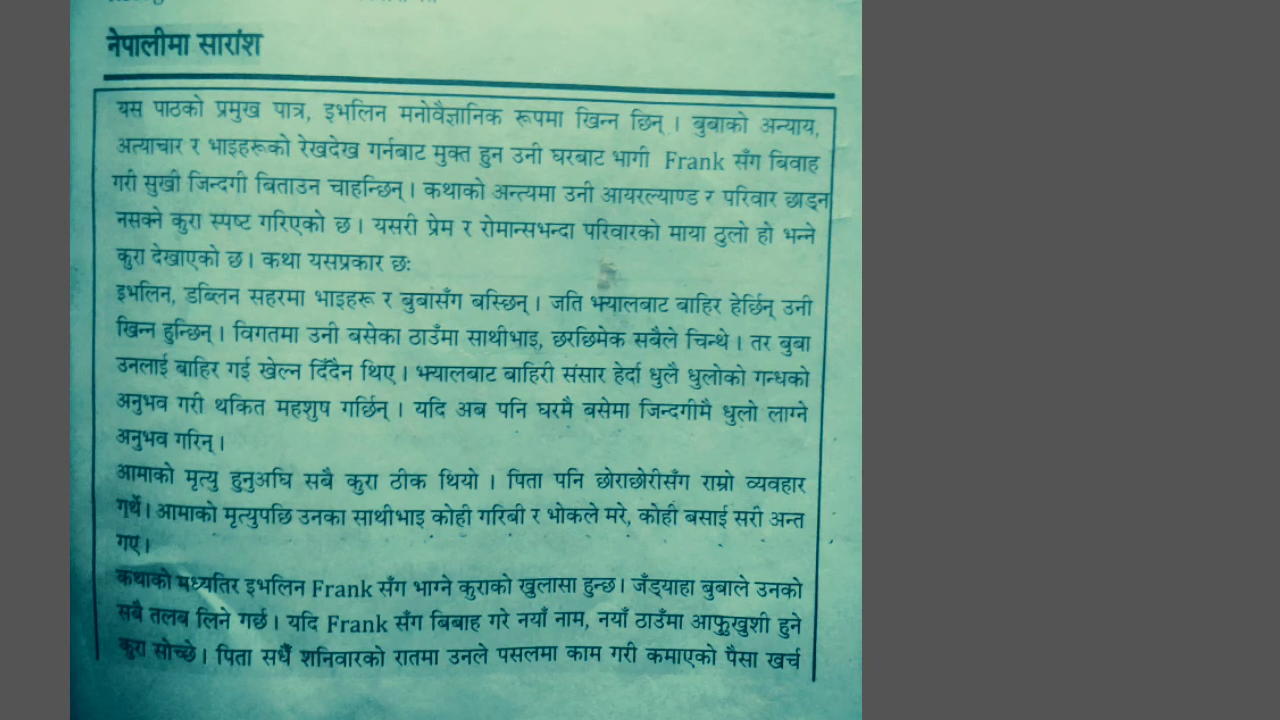 नेपालीमा सारांश
यस पाठको प्रमुख पात्र, इभलिन मनोवैज्ञानिक रूपमा खिन्न छिन् । बुबाको अन्याय,
अत्याचार र भाइहरूको रेखदेख गर्नबाट मुक्त हुन उनी घरबाट भागी Frank सँग बिवाह
गरी सुखी जिन्दगी बिताउन चाहन्छिन् । कथाको अन्त्यमा उनी आयरल्याण्ड र परिवार छाड्न
नसक्ने कुरा स्पष्ट गरिएको छ । यसरी प्रेम र रोमान्सभन्दा परिवारको माया ठुलो हो भन्ने
कुरा देखाएको छ । कथा यसप्रकार छः
इभलिन, डब्लिन सहरमा भाइहरू र बुबासँग बस्छिन् । जति भ्यालबाट बाहिर हेर्छिन् उनी
खिन्न हुन्छिन् । विगतमा उनी बसेका ठाउँमा साथीभाइ, छरछिमेक सबैले चिन्थे । तर बुबा
उनलाई बाहिर गई खेल्न दिँदैन थिए । भ्यालबाट बाहिरी संसार हेर्दा धुलै धुलोको गन्धको
अनुभव गरी थकित महशुष गर्छिन् । यदि अब पनि घरमै बसेमा जिन्दगीमै धुलो लाग्ने
अनुभव गरिन् ।
आमाको मृत्यु हुनुअघि सबै कुरा ठीक थियो । पिता पनि छोराछोरीसँग राम्रो व्यवहार
गर्थे । आमाको मृत्युपछि उनका साथीभाइ कोही गरिबी र भोकले मरे, कोही बसाई सरी अन्त
गए ।
कथाको मध्यतिर इभलिन Frank सँग भाग्ने कुराको खुलासा हुन्छ । जँड्याहा बुबाले उनको
सबै तलब लिने गर्छ । यदि Frank सँग बिबाह गरे नयाँ नाम, नयाँ ठाउँमा आफुखुशी हुने
कुरा सोच्छे । पिता सधैँ शनिवारको रातमा उनले पसलमा काम गरी कमाएको पैसा खर्च